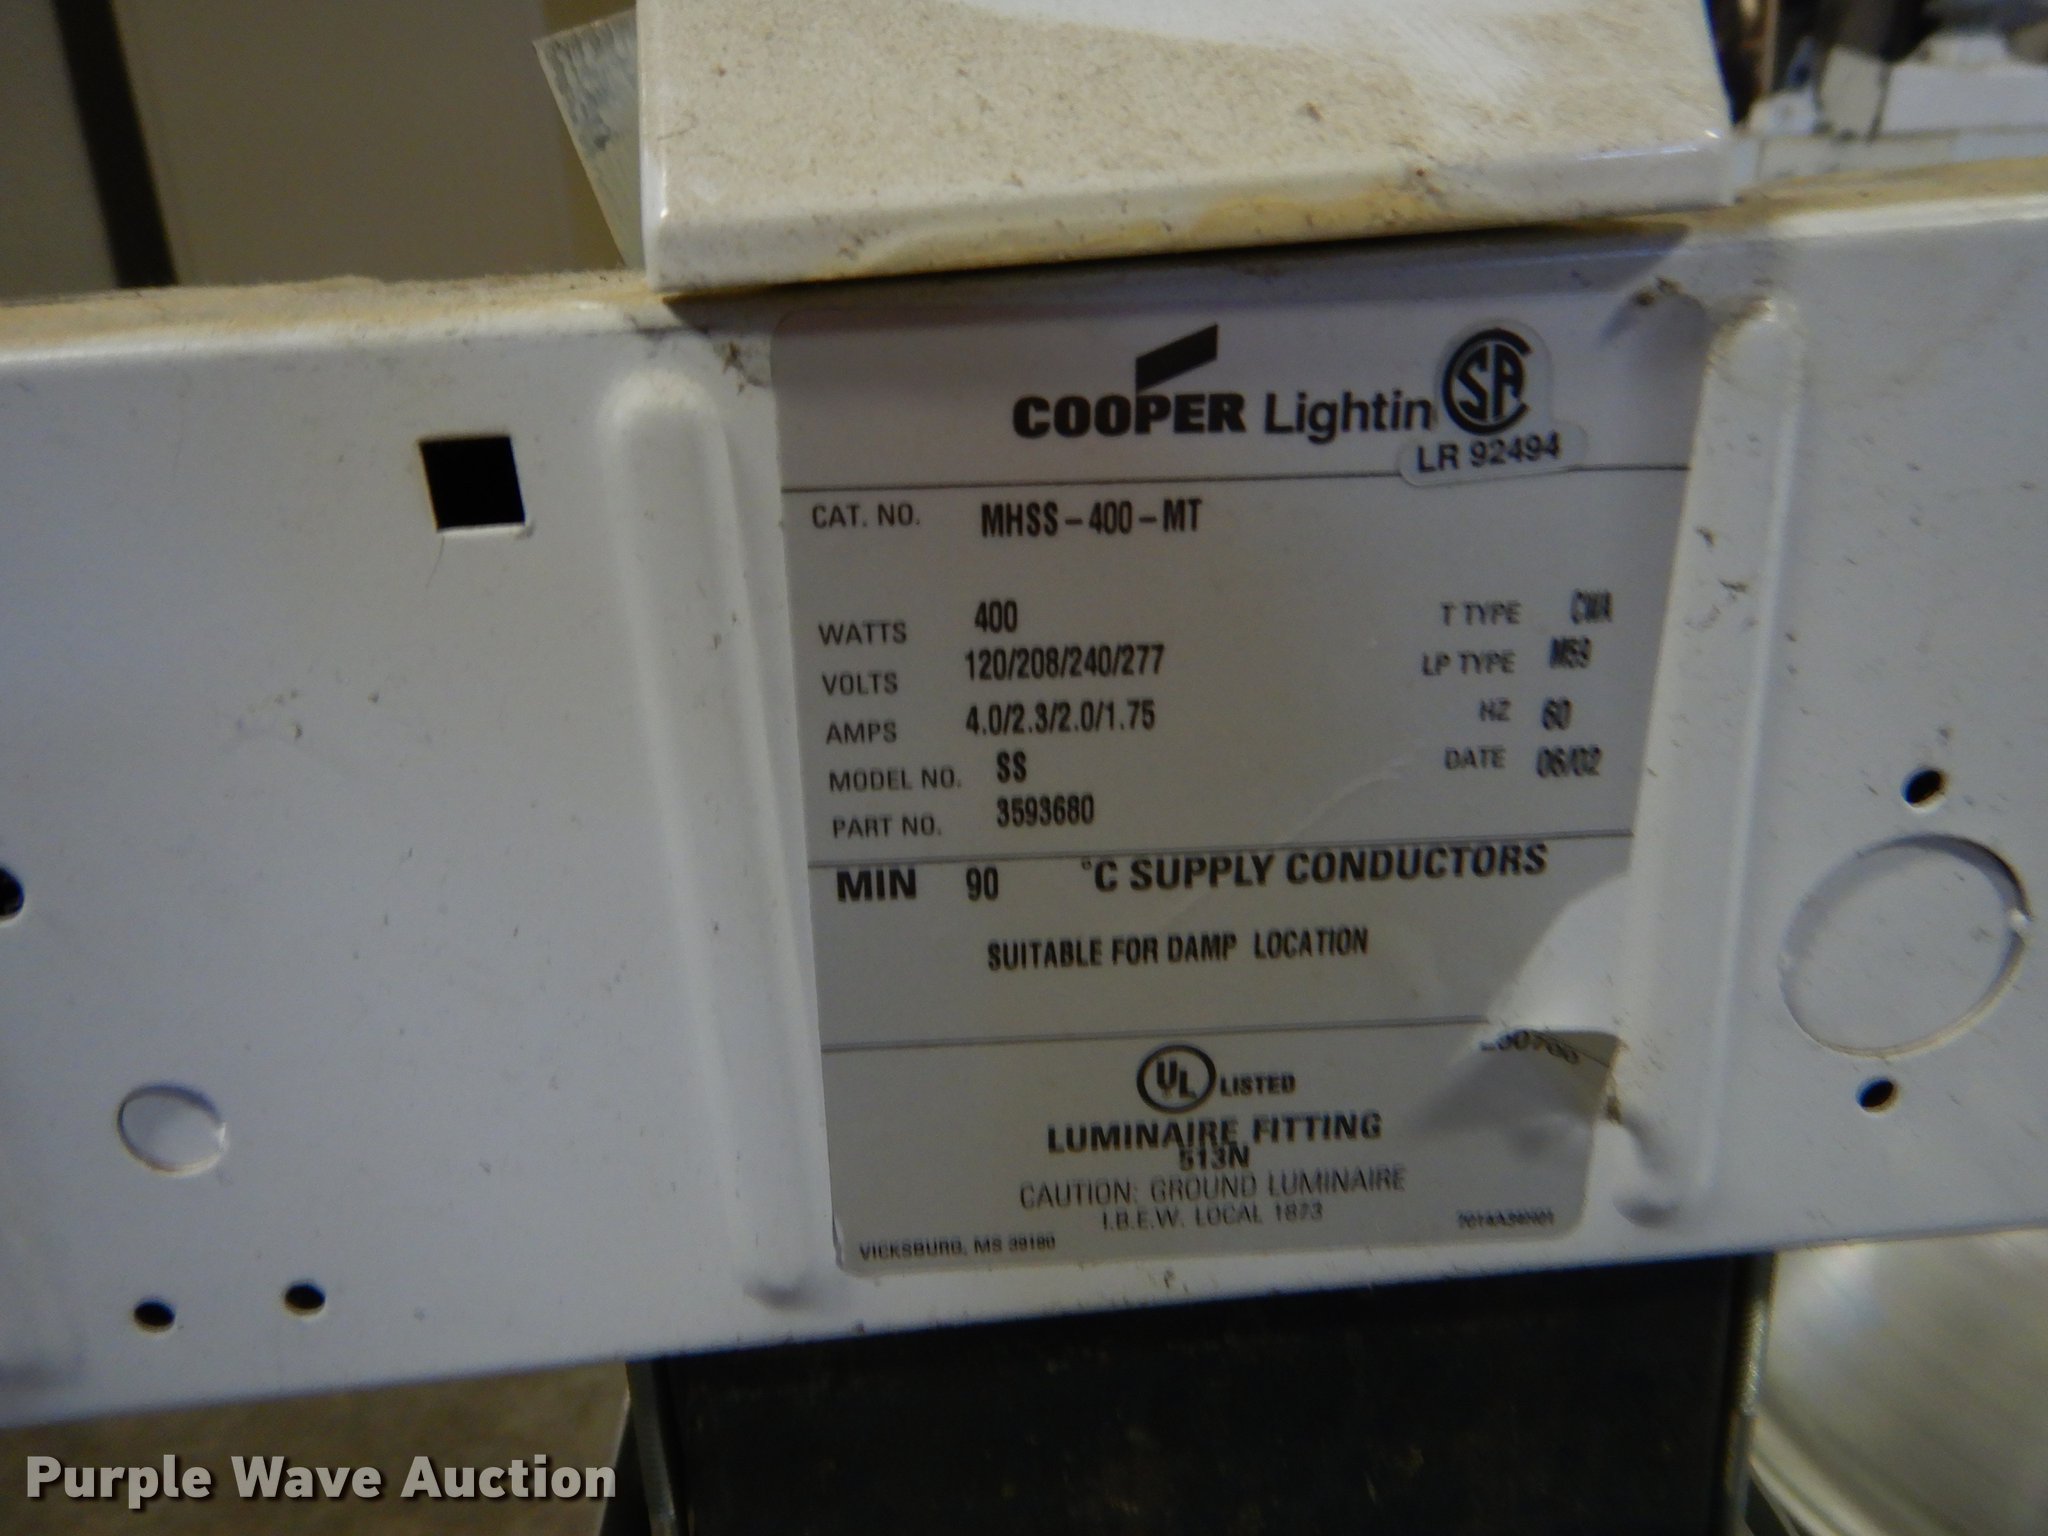 COOPER Lightin
SA
LR 92494
CAT. NO. MHSS-400-MT
WATTS 400 T TYPE CWA
VOLTS 120/208/240/277 LP TYPE M59
AMPS 4.0/2.3/2.0/1.75 HZ 60
MODEL NO. SS DATE 06/02
PART NO. 3593680
MIN 90 °C SUPPLY CONDUCTORS
SUITABLE FOR DAMP LOCATION
UL LISTED
LUMINAIRE FITTING
513N
CAUTION: GROUND LUMINAIRE
I.B.E.W. LOCAL 1873
VICKSBURG, MS 39180
Purple Wave Auction